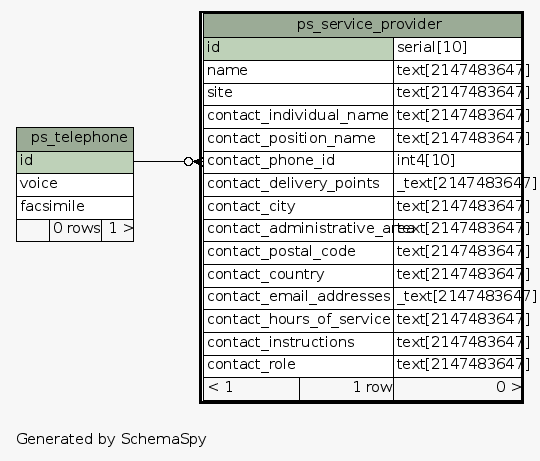 ps_service_provider
id serial[10]
name text[2147483647]
site text[2147483647]
contact_individual_name text[2147483647]
contact_position_name text[2147483647]
contact_phone_id int4[10]
contact_delivery_points _text[2147483647]
contact_city text[2147483647]
contact_administrative_area text[2147483647]
contact_postal_code text[2147483647]
contact_country text[2147483647]
contact_email_addresses _text[2147483647]
contact_hours_of_service text[2147483647]
contact_instructions text[2147483647]
contact_role text[2147483647]
< 1 1 row 0 >
ps_telephone
id
voice
facsimile
0 rows 1 >
Generated by SchemaSpy